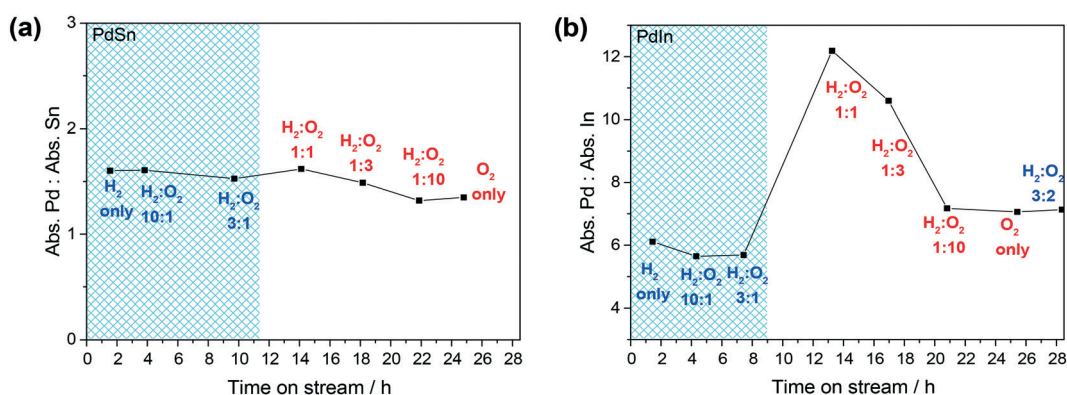 (a)
PdSn
Abs. Pd : Abs. Sn
3
2
1
0
H₂
only
H₂:O₂
10:1
H₂:O₂
3:1
H₂:O₂
1:1
H₂:O₂
1:3
H₂:O₂
1:10
O₂
only
0 2 4 6 8 10 12 14 16 18 20 22 24 26 28
Time on stream / h
(b)
PdIn
Abs. Pd : Abs. In
12
10
8
6
4
H₂
only
H₂:O₂
10:1
H₂:O₂
3:1
H₂:O₂
1:1
H₂:O₂
1:3
H₂:O₂
1:10
O₂
only
H₂:O₂
3:2
0 2 4 6 8 10 12 14 16 18 20 22 24 26 28
Time on stream / h